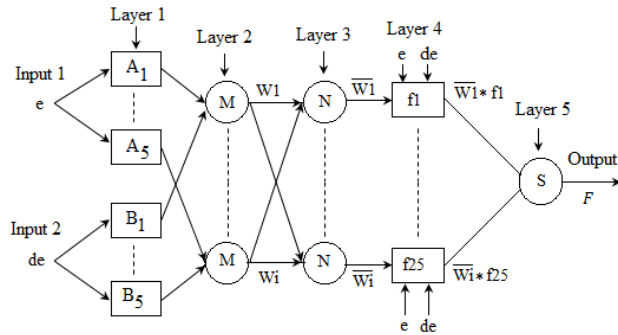 Layer 1
Layer 2
Layer 3
Layer 4
Layer 5
Input 1
e
A1
A5
Input 2
de
B1
B5
M
M
W1
Wi
N
N
W̅1̅
W̅i̅
e de
f1
f25
e de
W̅1̅* f1
W̅i̅* f25
S
Output
F